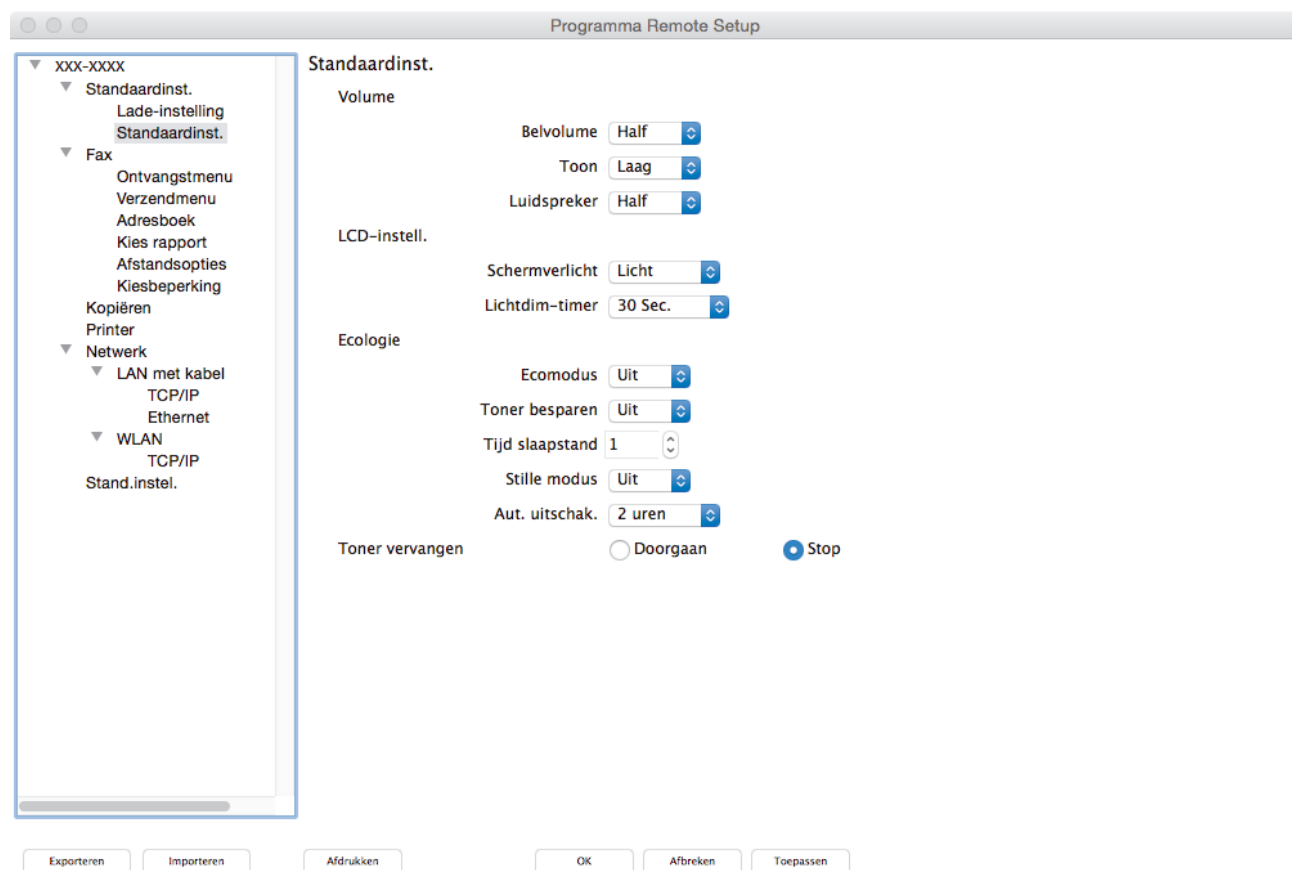 Programma Remote Setup
XXX-XXXX
Standaardinst.
Lade-instelling
Standaardinst.
Fax
Ontvangstmenu
Verzendmenu
Adresboek
Kies rapport
Afstandsopties
Kiesbeperking
Kopiëren
Printer
Netwerk
LAN met kabel
TCP/IP
Ethernet
WLAN
TCP/IP
Stand.instel.
Standaardinst.
Volume
Belvolume Half
Toon Laag
Luidspreker Half
LCD-instell.
Schermverlicht Licht
Lichtdim-timer 30 Sec.
Ecologie
Ecomodus Uit
Toner besparen Uit
Tijd slaapstand 1
Stille modus Uit
Aut. uitschak. 2 uren
Toner vervangen Doorgaan Stop
Exporteren Importeren Afdrukken OK Afbreken Toepassen